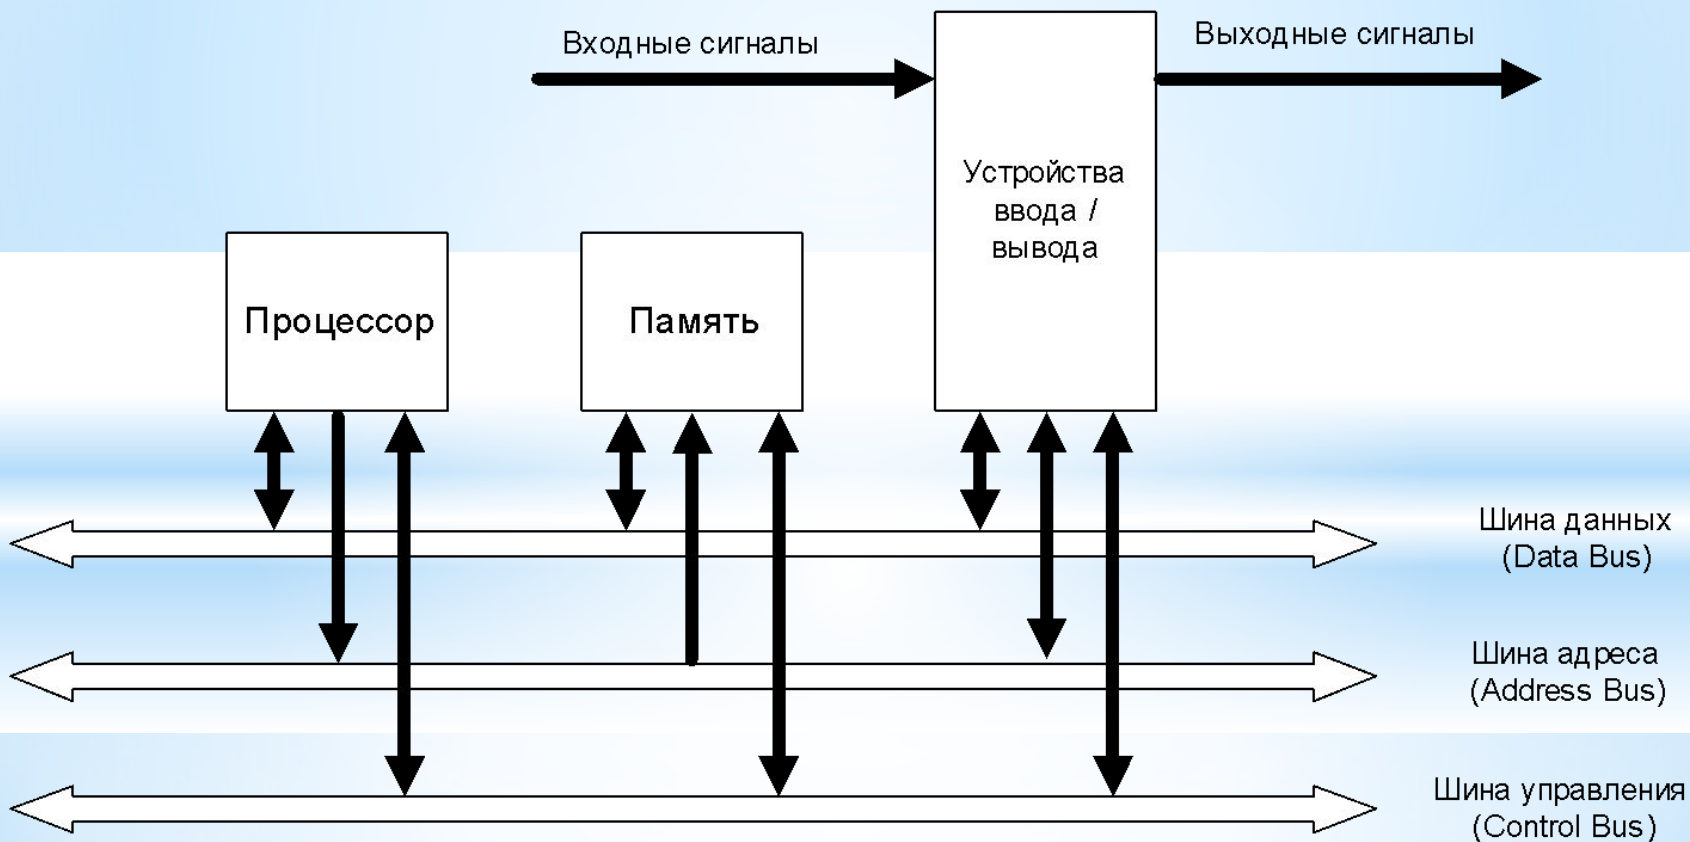 Входные сигналы
Выходные сигналы
Устройства
ввода /
вывода
Процессор
Память
Шина данных
(Data Bus)
Шина адреса
(Address Bus)
Шина управления
(Control Bus)